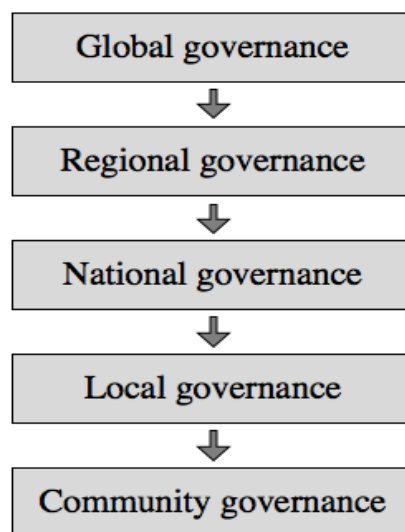 Global governance
Regional governance
National governance
Local governance
Community governance